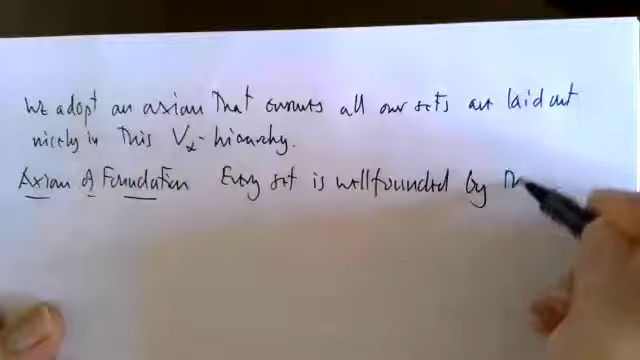 We adopt an axiom that ensures all our sets are laid out
nicely in this Vα-hierarchy.
Axiom of Foundation Every set is wellfounded by